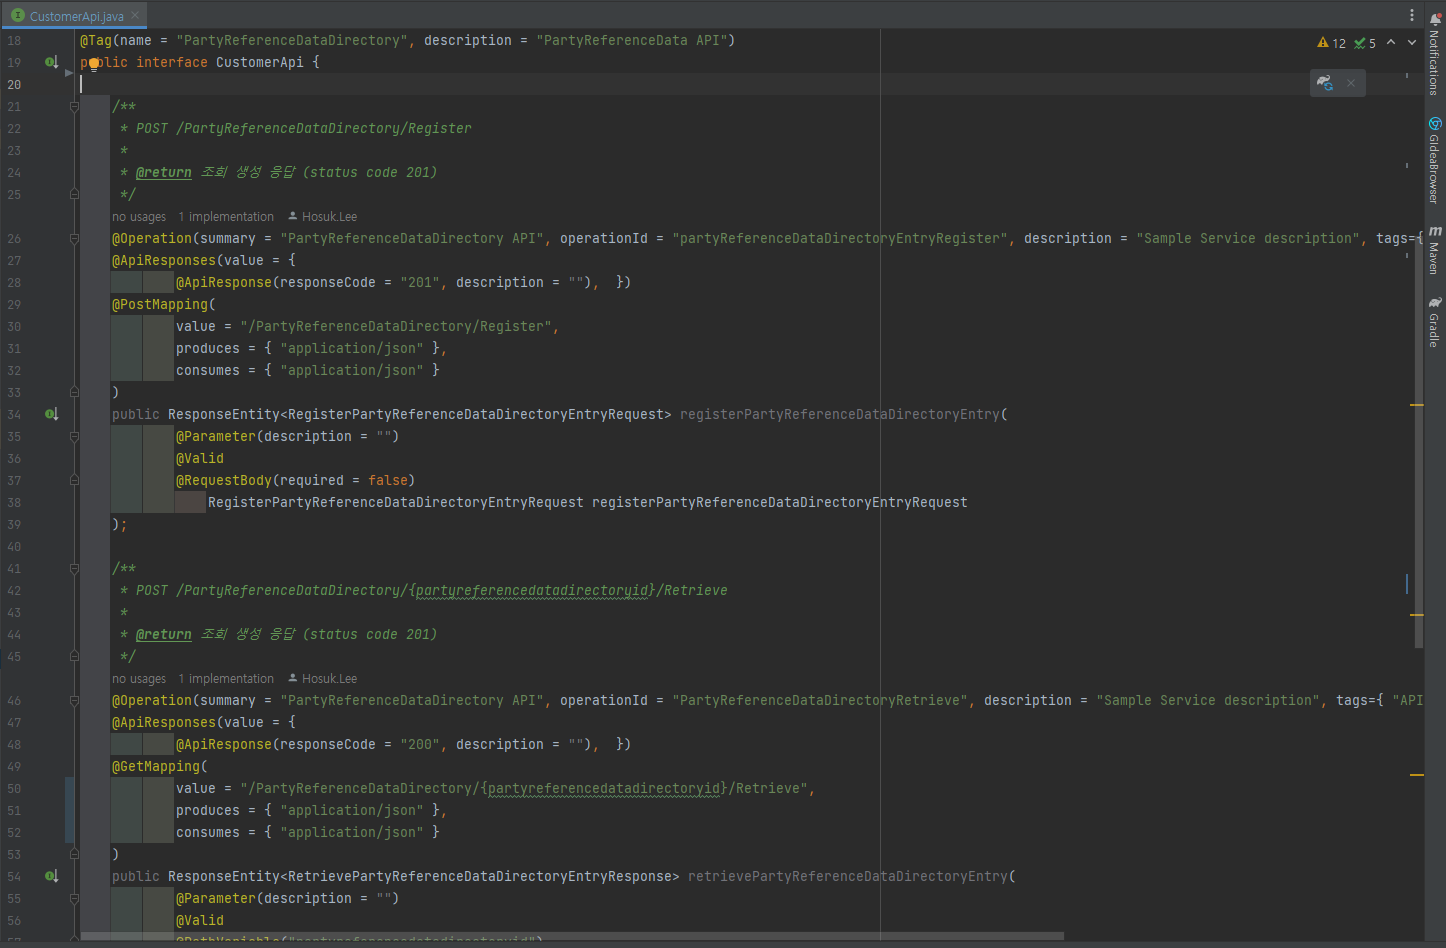 CustomerApi.java
18 @Tag(name = "PartyReferenceDataDirectory", description = "PartyReferenceData API")
12 5
19 public interface CustomerApi {
20
21 /**
22 * POST /PartyReferenceDataDirectory/Register
23 *
24 * @return 조회 생성 응답 (status code 201)
25 */
no usages 1 implementation Hosuk.Lee
26 @Operation(summary = "PartyReferenceDataDirectory API", operationId = "partyReferenceDataDirectoryEntryRegister", description = "Sample Service description", tags={
27 @ApiResponses(value = {
28 @ApiResponse(responseCode = "201", description = ""), })
29 @PostMapping(
30 value = "/PartyReferenceDataDirectory/Register",
31 produces = { "application/json" },
32 consumes = { "application/json" }
33 )
34 public ResponseEntity<RegisterPartyReferenceDataDirectoryEntryRequest> registerPartyReferenceDataDirectoryEntry(
35 @Parameter(description = "")
36 @Valid
37 @RequestBody(required = false)
38 RegisterPartyReferenceDataDirectoryEntryRequest registerPartyReferenceDataDirectoryEntryRequest
39 );
40
41 /**
42 * POST /PartyReferenceDataDirectory/{partyreferencedatadirectoryid}/Retrieve
43 *
44 * @return 조회 생성 응답 (status code 201)
45 */
no usages 1 implementation Hosuk.Lee
46 @Operation(summary = "PartyReferenceDataDirectory API", operationId = "PartyReferenceDataDirectoryRetrieve", description = "Sample Service description", tags={ "API
47 @ApiResponses(value = {
48 @ApiResponse(responseCode = "200", description = ""), })
49 @GetMapping(
50 value = "/PartyReferenceDataDirectory/{partyreferencedatadirectoryid}/Retrieve",
51 produces = { "application/json" },
52 consumes = { "application/json" }
53 )
54 public ResponseEntity<RetrievePartyReferenceDataDirectoryEntryResponse> retrievePartyReferenceDataDirectoryEntry(
55 @Parameter(description = "")
56 @Valid
57 @PathVariable("partyreferencedatadirectoryid")
Notifications
GIdeaBrowser
Maven
Gradle